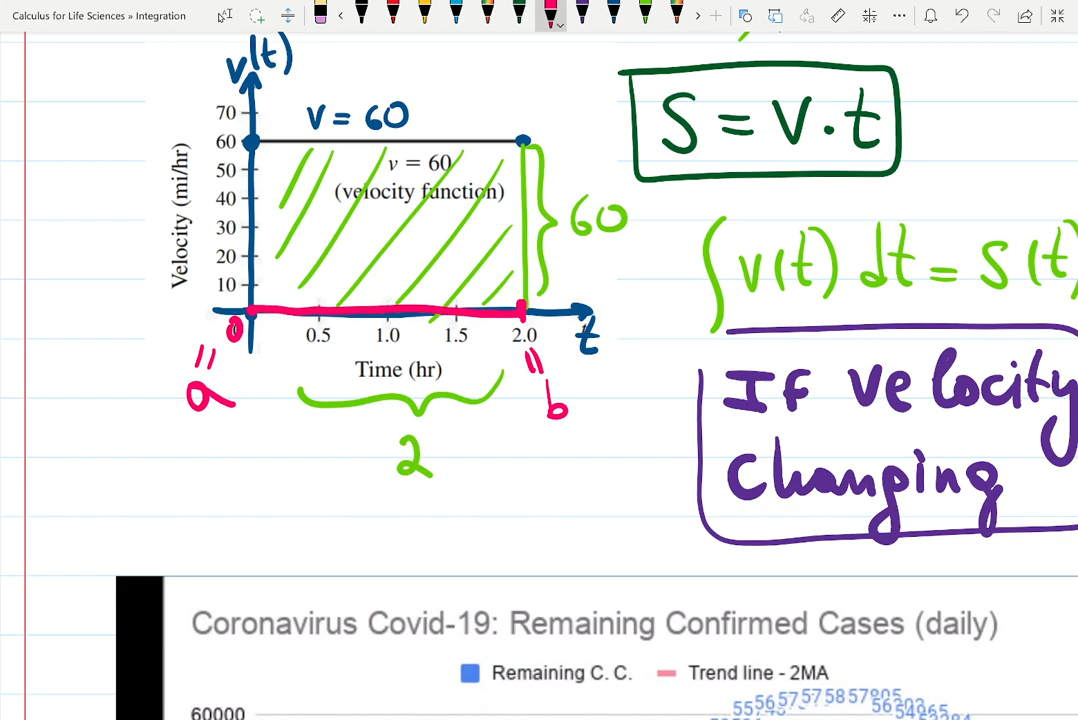 Calculus for Life Sciences » Integration
v(t)
S = v · t
70
v = 60
60
50
v = 60
(velocity function)
40
30
20
10
Velocity (mi/hr)
60
∫ v(t) dt = s(t)
0
0.5 1.0 1.5 2.0
t
Time (hr)
a =
= b
2
If velocity
changing
Coronavirus Covid-19: Remaining Confirmed Cases (daily)
Remaining C. C. Trend line - 2MA
60000